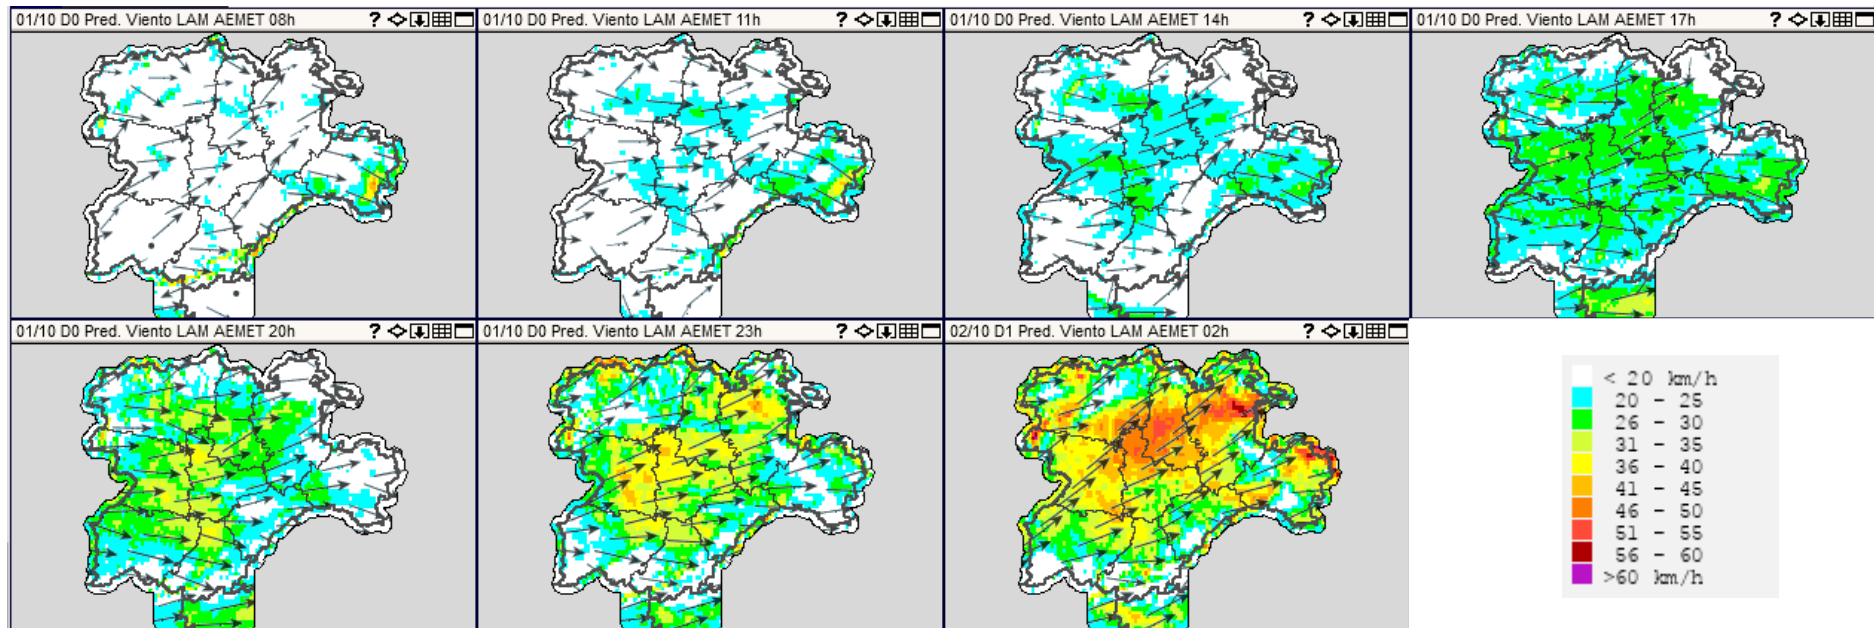 01/10 D0 Pred. Viento LAM AEMET 08h ?
01/10 D0 Pred. Viento LAM AEMET 11h ?
01/10 D0 Pred. Viento LAM AEMET 14h ?
01/10 D0 Pred. Viento LAM AEMET 17h ?
01/10 D0 Pred. Viento LAM AEMET 20h ?
01/10 D0 Pred. Viento LAM AEMET 23h ?
02/10 D1 Pred. Viento LAM AEMET 02h ?
< 20 km/h
20 - 25
26 - 30
31 - 35
36 - 40
41 - 45
46 - 50
51 - 55
56 - 60
>60 km/h